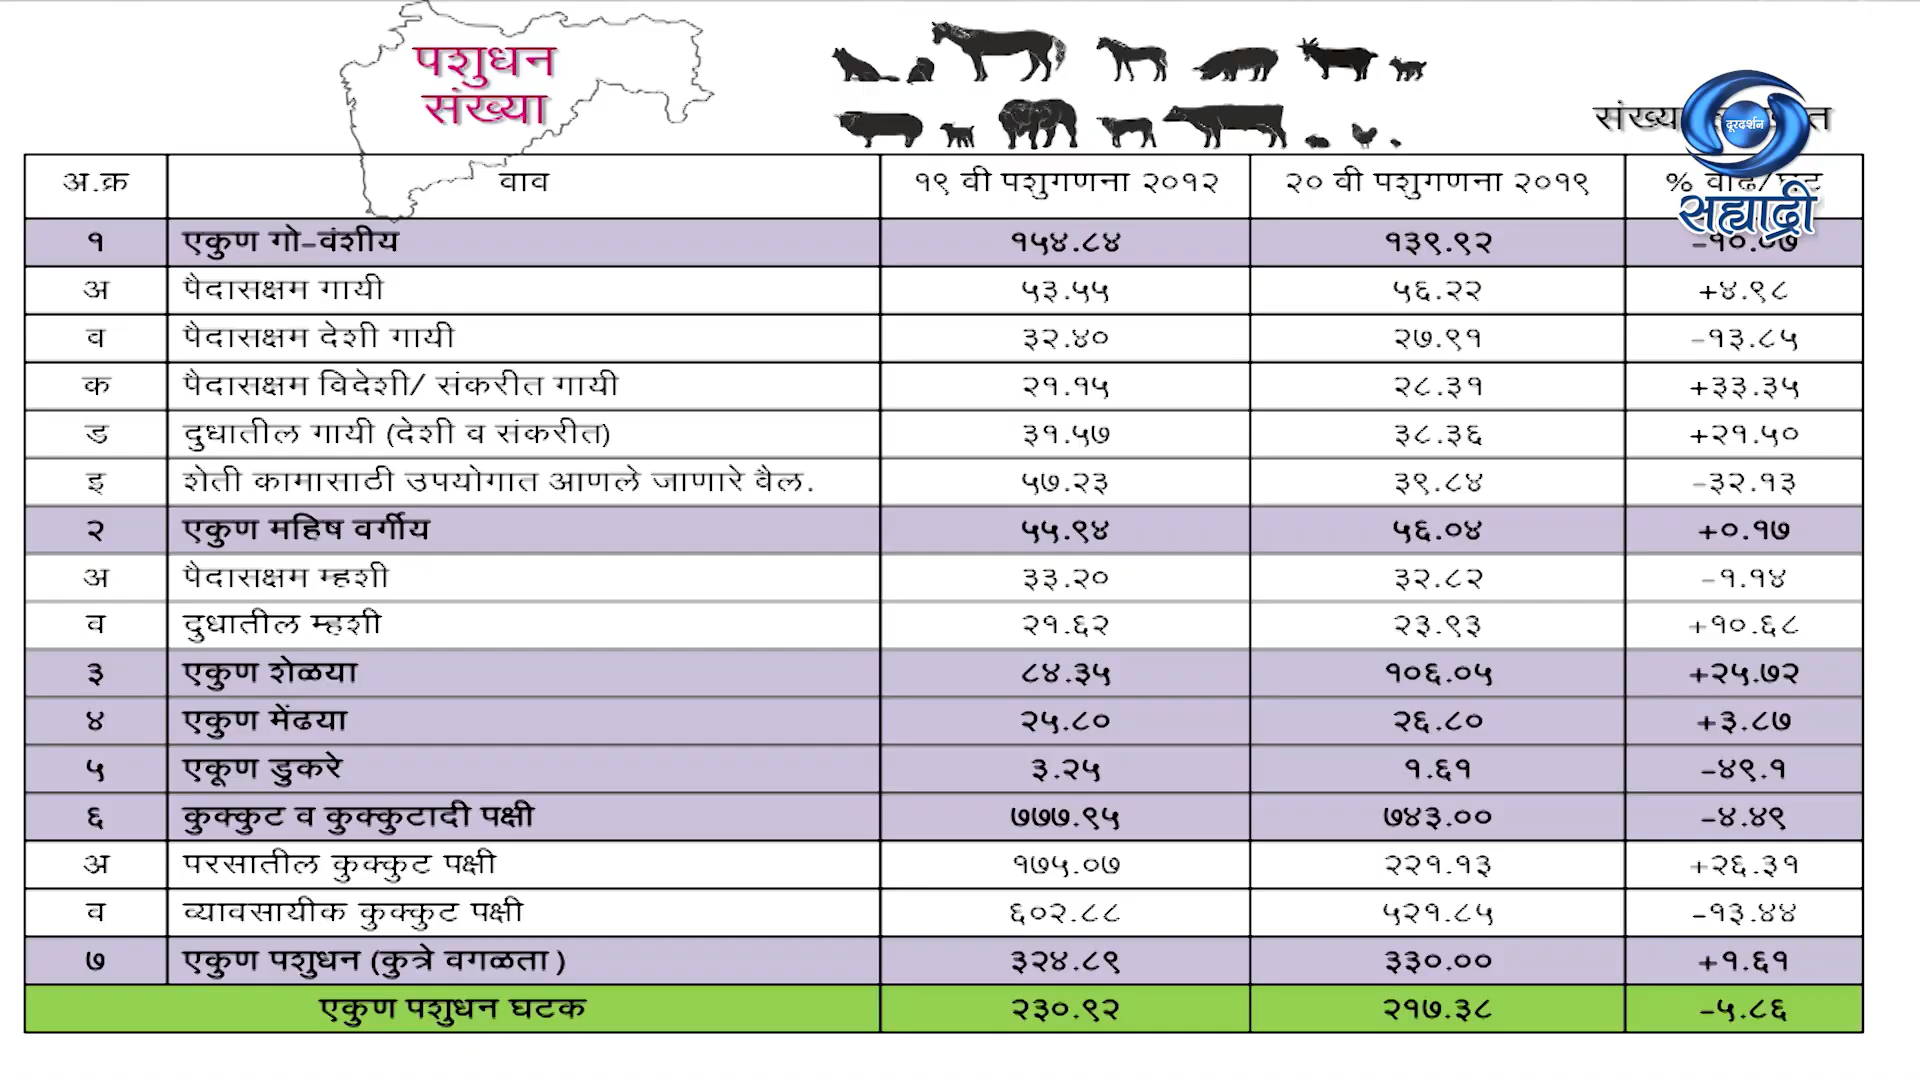 पशुधन
संख्या
दूरदर्शन
सह्याद्री
अ.क्र वाव १९ वी पशुगणना २०१२ २० वी पशुगणना २०१९ % वाढ/घट
१ एकुण गो-वंशीय १५४.८४ १३९.९२ -१०.०७
अ पैदासक्षम गायी ५३.५५ ५६.२२ +४.९८
व पैदासक्षम देशी गायी ३२.४० २७.९१ -१३.८५
क पैदासक्षम विदेशी/ संकरीत गायी २१.१५ २८.३१ +३३.३५
ड दुधातील गायी (देशी व संकरीत) ३१.५७ ३८.३६ +२१.५०
इ शेती कामासाठी उपयोगात आणले जाणारे वैल. ५७.२३ ३९.८४ -३२.१३
२ एकुण महिष वर्गीय ५५.९४ ५६.०४ +०.१७
अ पैदासक्षम म्हशी ३३.२० ३२.८२ -१.१४
व दुधातील म्हशी २१.६२ २३.९३ +१०.६८
३ एकुण शेळया ८४.३५ १०६.०५ +२५.७२
४ एकुण मेंढया २५.८० २६.८० +३.८७
५ एकूण डुकरे ३.२५ १.६१ -४९.१
६ कुक्कुट व कुक्कुटादी पक्षी ७७७.९५ ७४३.०० -४.४९
अ परसातील कुक्कुट पक्षी १७५.०७ २२१.१३ +२६.३१
व व्यावसायीक कुक्कुट पक्षी ६०२.८८ ५२१.८५ -१३.४४
७ एकुण पशुधन (कुत्रे वगळता ) ३२४.८९ ३३०.०० +१.६१
एकुण पशुधन घटक २३०.९२ २१७.३८ -५.८६